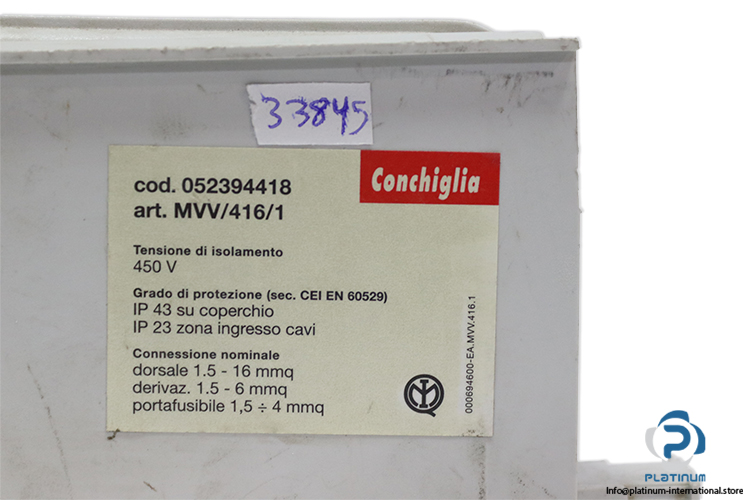 33845
Conchiglia
cod. 052394418
art. MVV/416/1
Tensione di isolamento
450 V
Grado di protezione (sec. CEI EN 60529)
IP 43 su coperchio
IP 23 zona ingresso cavi
Connessione nominale
dorsale 1.5 - 16 mmq
derivaz. 1.5 - 6 mmq
portafusibile 1,5 ÷ 4 mmq
000694600-EA.MVV.416.1
PLATINUM
Info@platinum-international.store